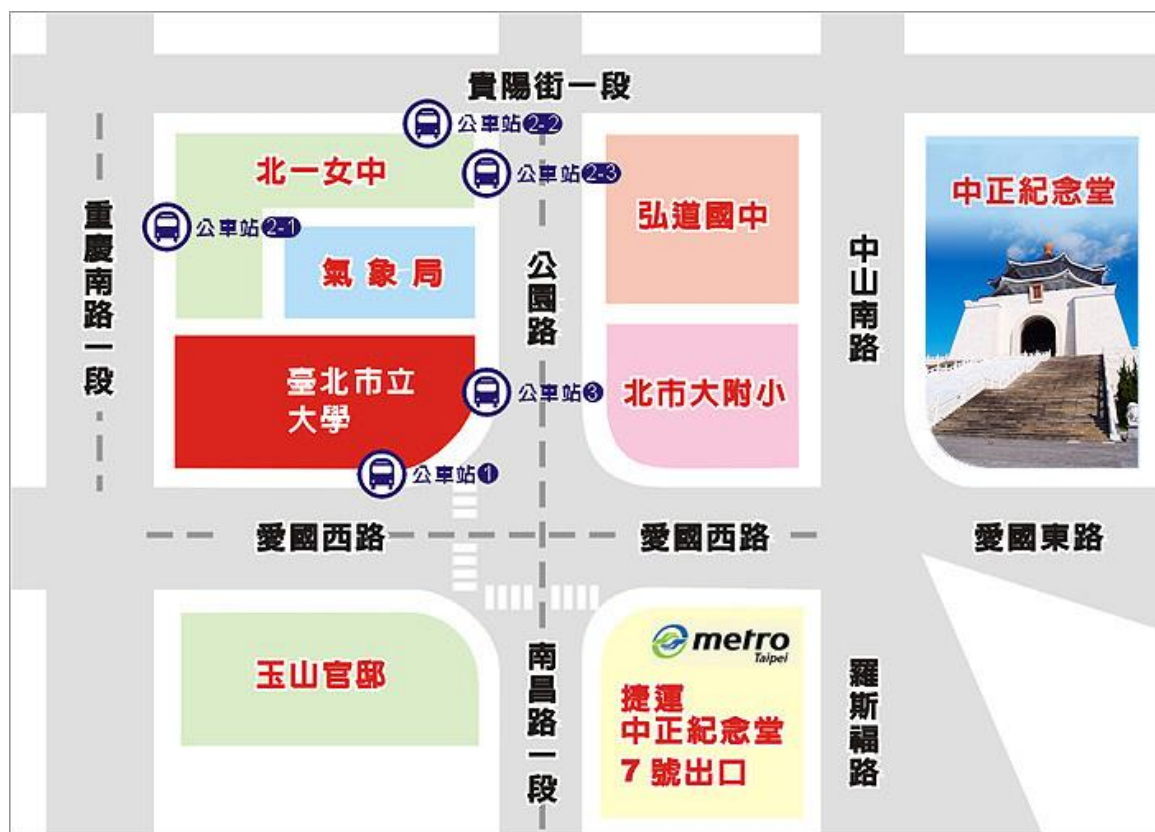 貴陽街一段
公車站2-2
北一女中
公車站2-3
中正紀念堂
弘道國中
重慶南路一段
公車站2-1
氣象局
公園路
中山南路
臺北市立
大學
公車站3
北市大附小
公車站1
愛國西路
愛國西路
愛國東路
metro
Taipei
玉山官邸
南昌路一段
捷運
中正紀念堂
7號出口
羅斯福路